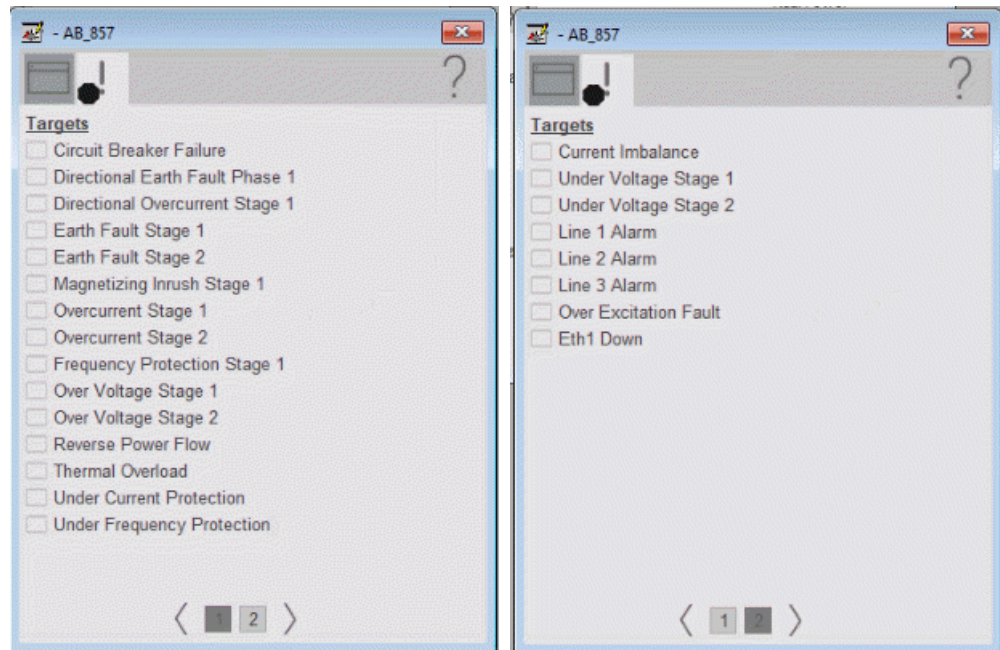 - AB_857
?
Targets
Circuit Breaker Failure
Directional Earth Fault Phase 1
Directional Overcurrent Stage 1
Earth Fault Stage 1
Earth Fault Stage 2
Magnetizing Inrush Stage 1
Overcurrent Stage 1
Overcurrent Stage 2
Frequency Protection Stage 1
Over Voltage Stage 1
Over Voltage Stage 2
Reverse Power Flow
Thermal Overload
Under Current Protection
Under Frequency Protection
1 2
- AB_857
?
Targets
Current Imbalance
Under Voltage Stage 1
Under Voltage Stage 2
Line 1 Alarm
Line 2 Alarm
Line 3 Alarm
Over Excitation Fault
Eth1 Down
1 2